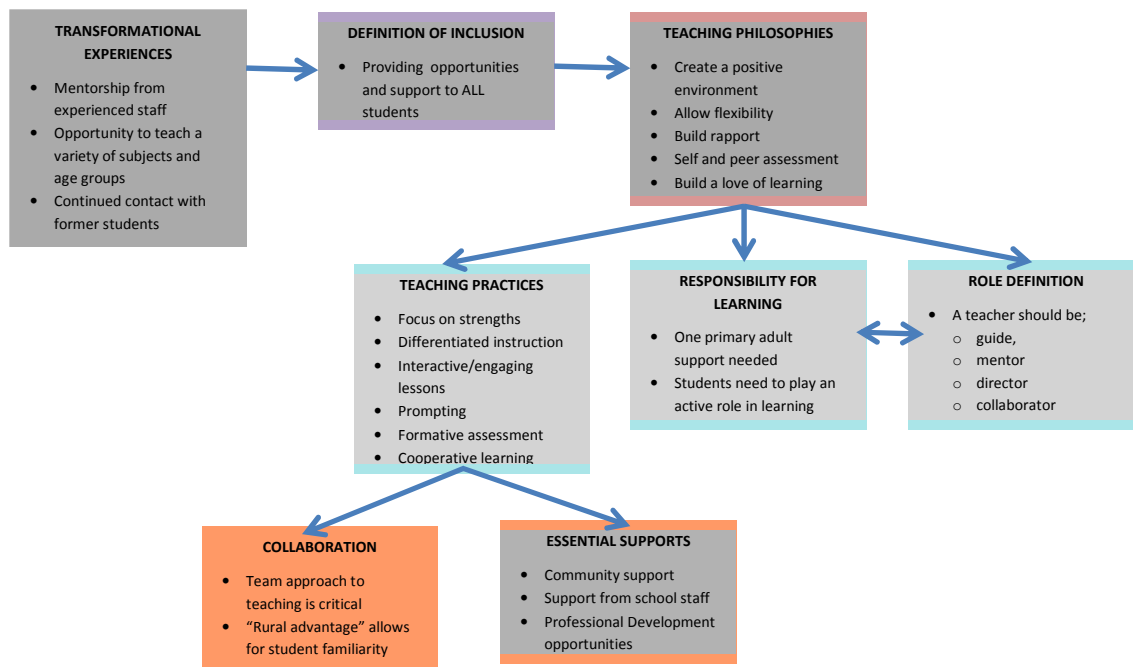 TRANSFORMATIONAL
EXPERIENCES
• Mentorship from
experienced staff
• Opportunity to teach a
variety of subjects and
age groups
• Continued contact with
former students
DEFINITION OF INCLUSION
• Providing opportunities
and support to ALL
students
TEACHING PHILOSOPHIES
• Create a positive
environment
• Allow flexibility
• Build rapport
• Self and peer assessment
• Build a love of learning
TEACHING PRACTICES
• Focus on strengths
• Differentiated instruction
• Interactive/engaging
lessons
• Prompting
• Formative assessment
• Cooperative learning
RESPONSIBILITY FOR
LEARNING
• One primary adult
support needed
• Students need to play an
active role in learning
ROLE DEFINITION
• A teacher should be;
o guide,
o mentor
o director
o collaborator
COLLABORATION
• Team approach to
teaching is critical
• “Rural advantage” allows
for student familiarity
ESSENTIAL SUPPORTS
• Community support
• Support from school staff
• Professional Development
opportunities